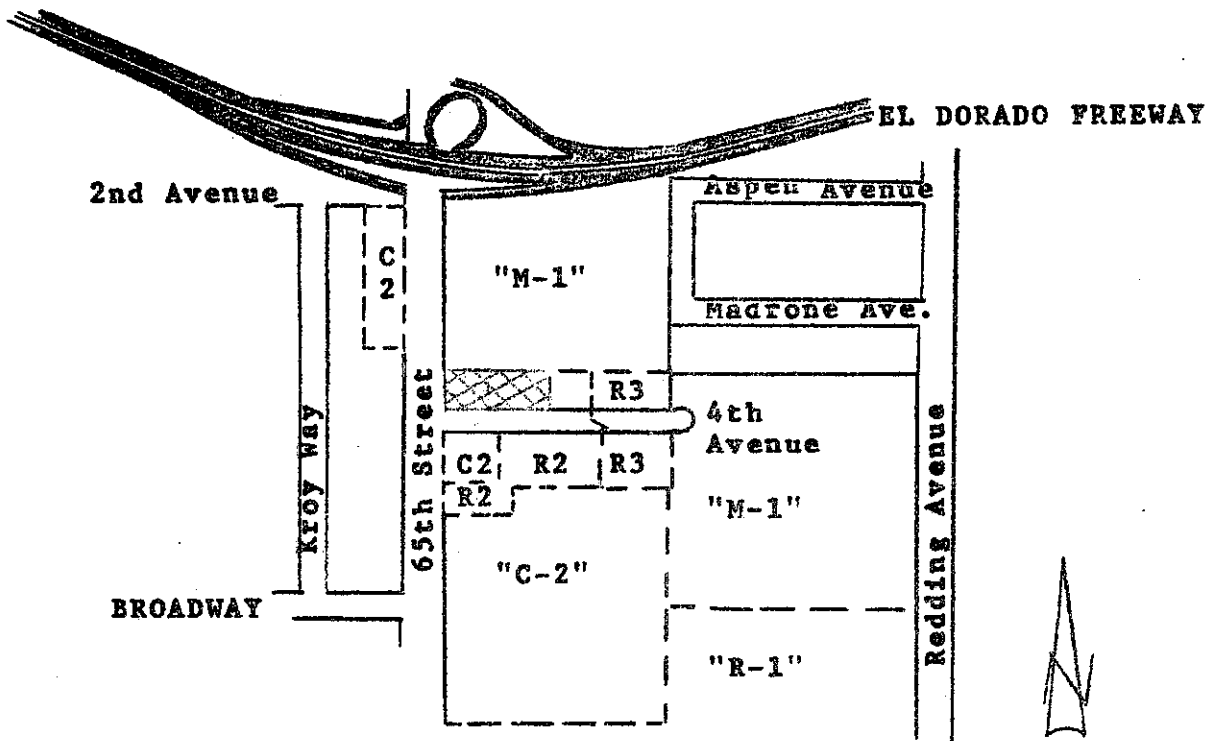 EL DORADO FREEWAY
2nd Avenue
Aspen Avenue
C
2
"M-1"
Madrone Ave.
R3
4th
Avenue
C2
R2
R3
R2
"M-1"
Kroy Way
65th Street
Redding Avenue
"C-2"
BROADWAY
"R-1"
N